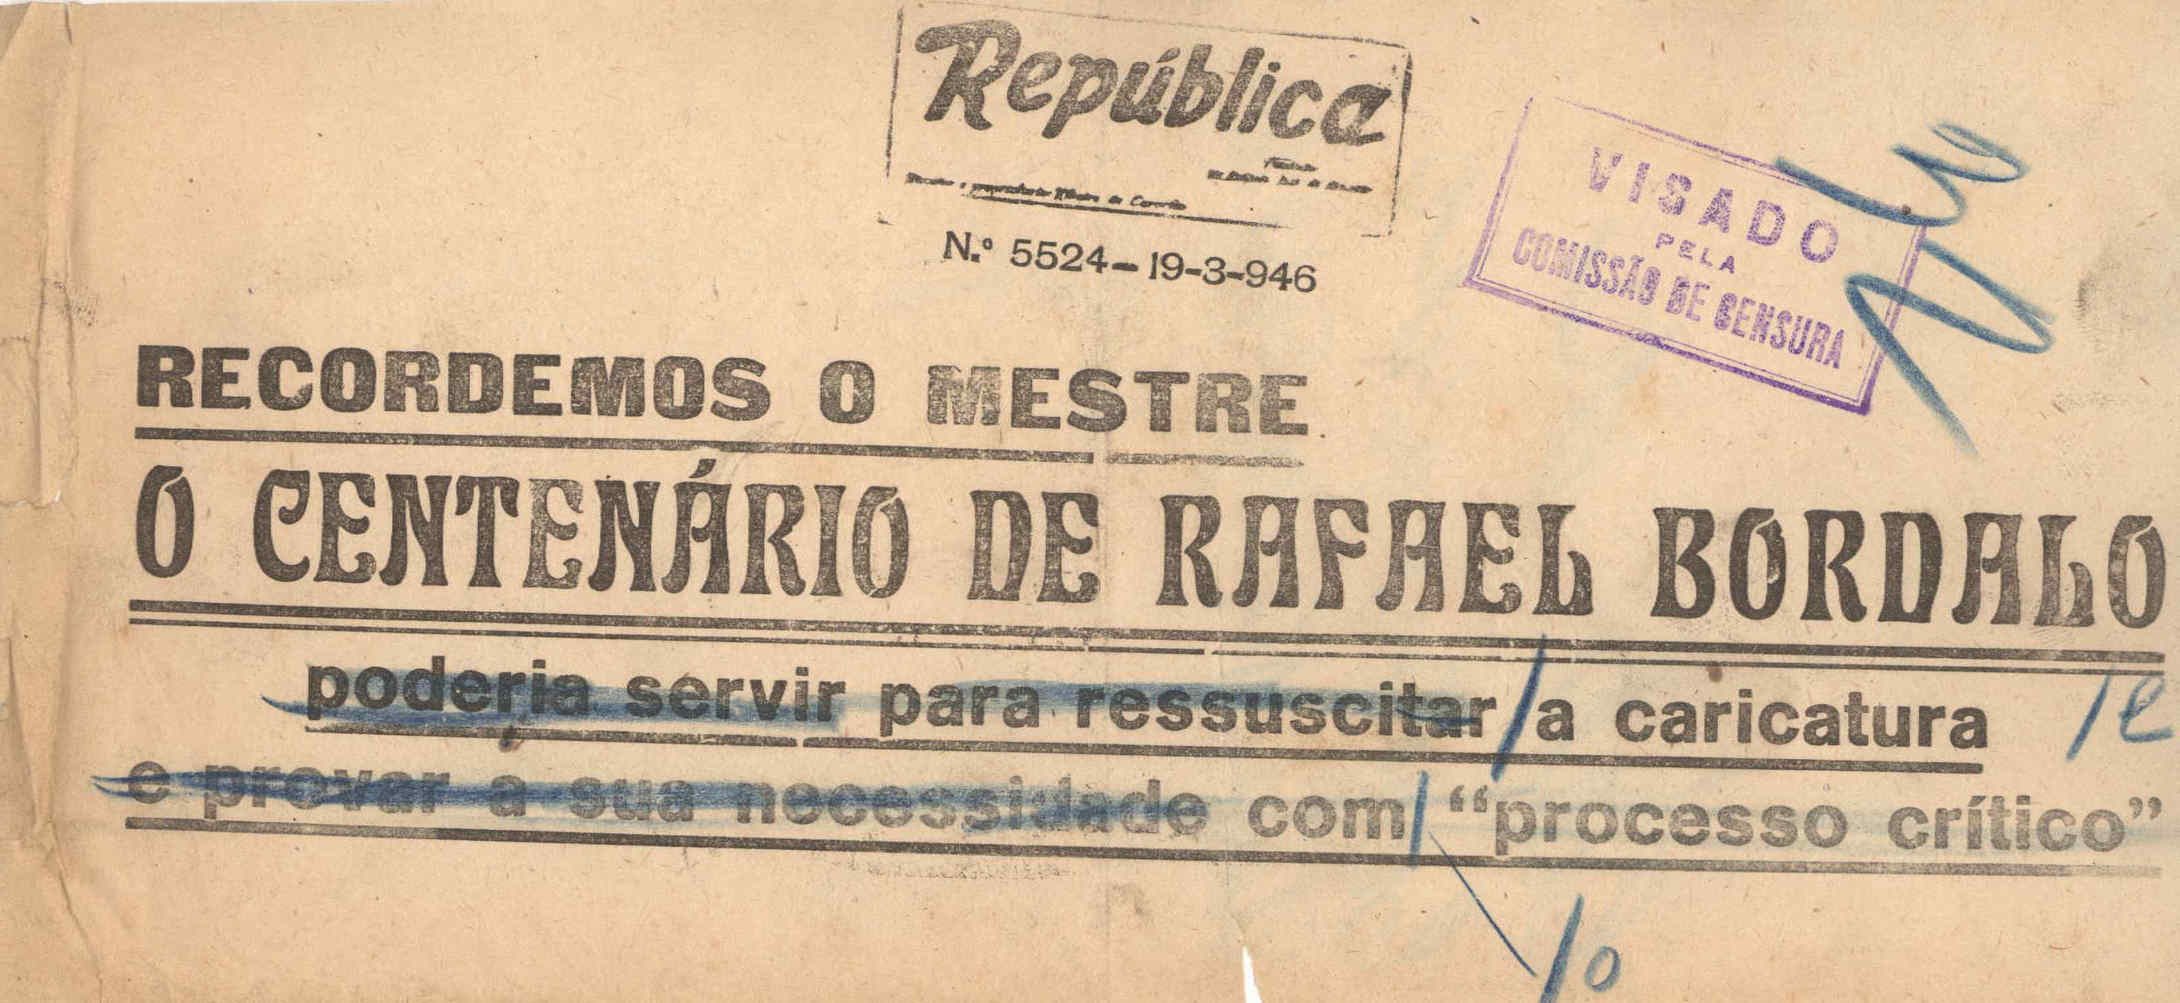 República
N.º 5524 - 19-3-946
VISADO
PELA
COMISSÃO DE CENSURA
RECORDEMOS O MESTRE
O CENTENÁRIO DE RAFAEL BORDALO
poderia servir para ressuscitar a caricatura
/e
e provar a sua necessidade com “processo crítico”
/o